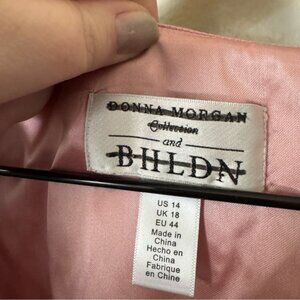 DONNA MORGAN
Collection
and
BHLDN
US 14
UK 18
EU 44
Made in
China
Hecho en
China
Fabrique
en Chine